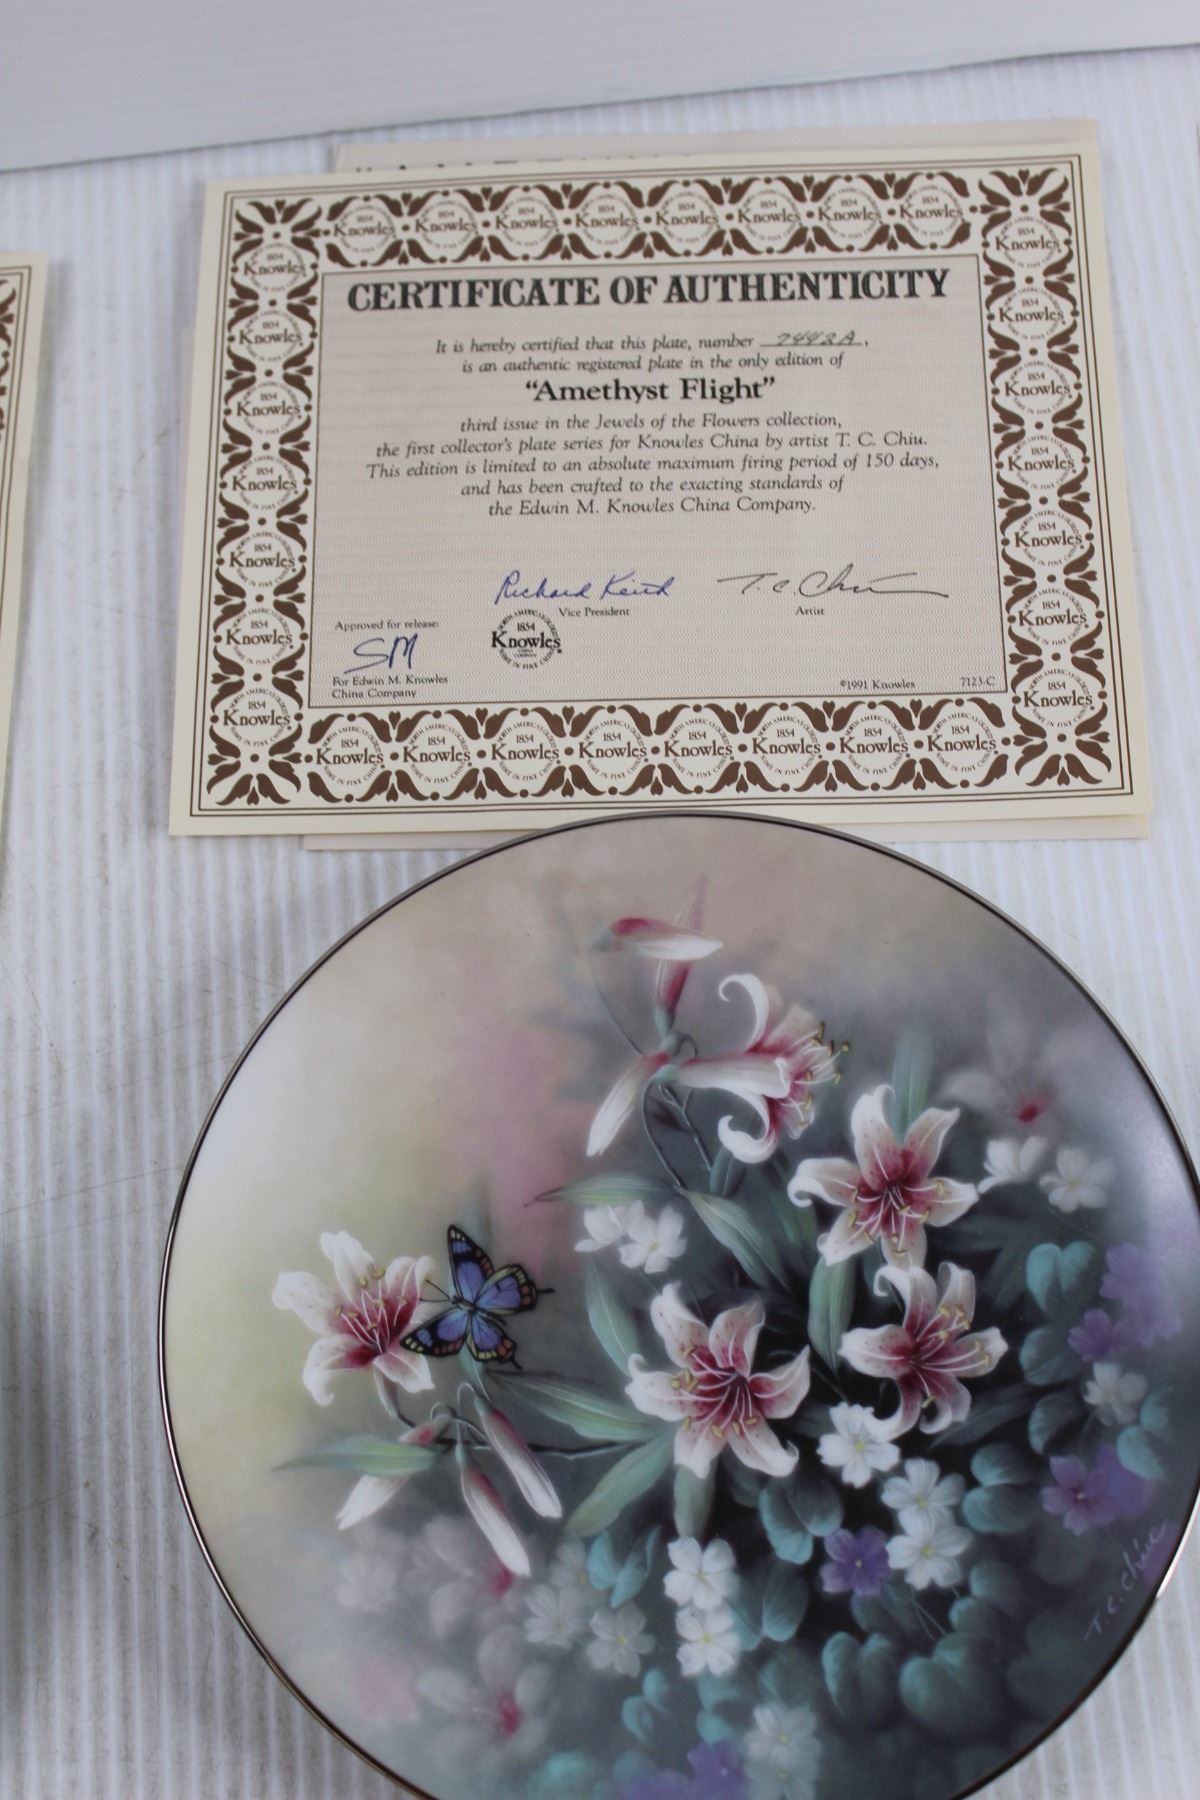 CERTIFICATE OF AUTHENTICITY
It is hereby certified that this plate, number 2442A,
is an authentic registered plate in the only edition of
“Amethyst Flight”
third issue in the Jewels of the Flowers collection,
the first collector's plate series for Knowles China by artist T. C. Chiu.
This edition is limited to an absolute maximum firing period of 150 days,
and has been crafted to the exacting standards of
the Edwin M. Knowles China Company.
Richard Keith
T. C. Chiu
Vice President
Artist
Approved for release:
SM
For Edwin M. Knowles
China Company
1854
Knowles
©1991 Knowles
7123-C
T. C. Chiu